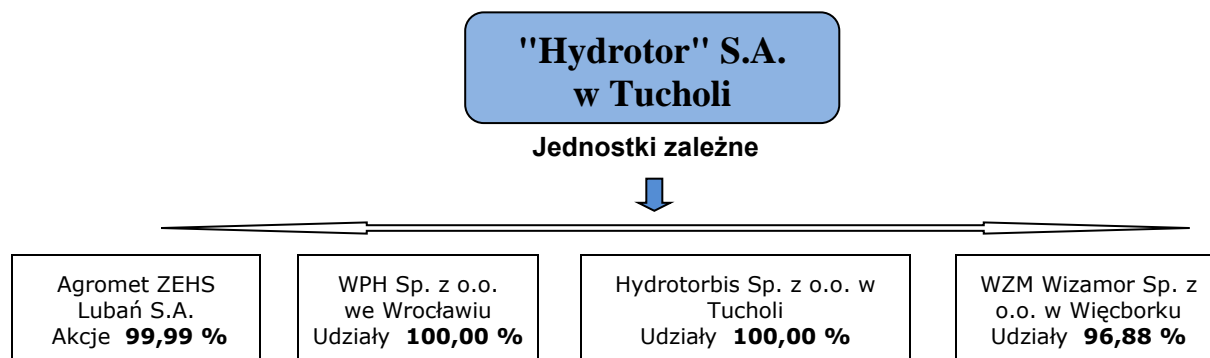 "Hydrotor" S.A.
w Tucholi
Jednostki zależne
Agromet ZEHS
Lubań S.A.
Akcje 99,99 %
WPH Sp. z o.o.
we Wrocławiu
Udziały 100,00 %
Hydrotorbis Sp. z o.o. w
Tucholi
Udziały 100,00 %
WZM Wizamor Sp. z
o.o. w Więcborku
Udziały 96,88 %